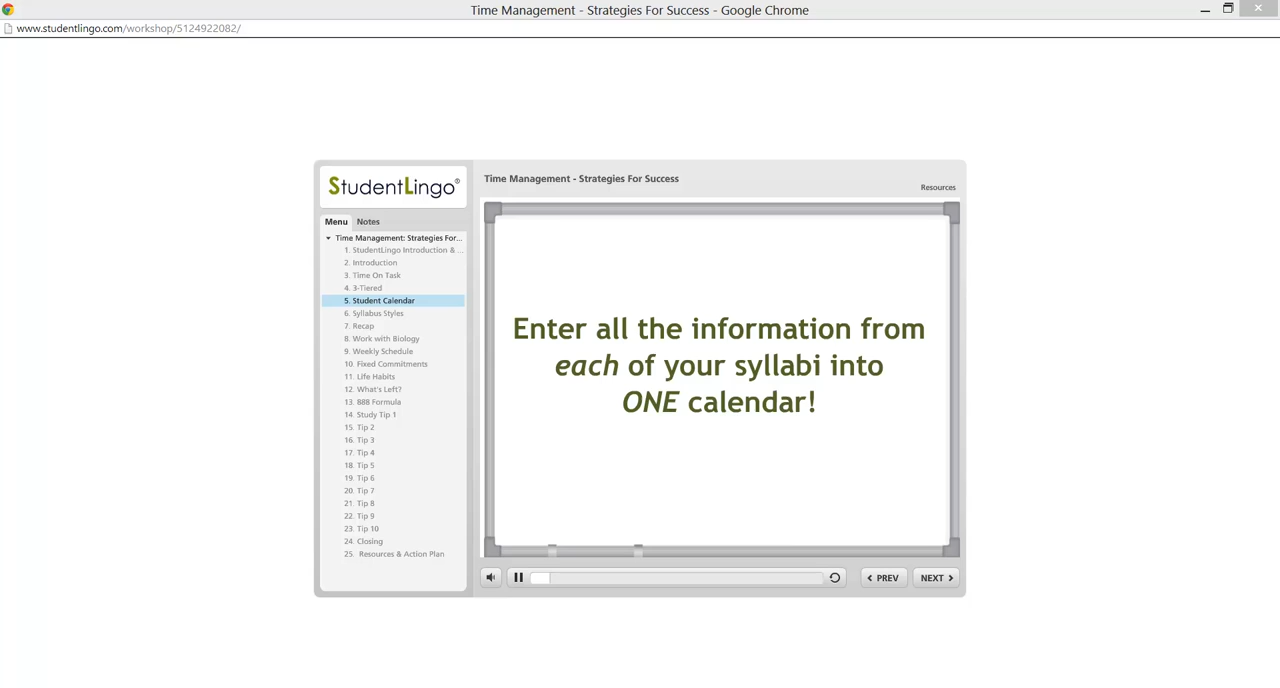 Time Management - Strategies For Success - Google Chrome
www.studentlingo.com/workshop/5124922082/
StudentLingo®
Time Management - Strategies For Success
Resources
Menu Notes
Time Management: Strategies For...
1. StudentLingo Introduction & ...
2. Introduction
3. Time On Task
4. 3-Tiered
5. Student Calendar
6. Syllabus Styles
7. Recap
8. Work with Biology
9. Weekly Schedule
10. Fixed Commitments
11. Life Habits
12. What's Left?
13. 888 Formula
14. Study Tip 1
15. Tip 2
16. Tip 3
17. Tip 4
18. Tip 5
19. Tip 6
20. Tip 7
21. Tip 8
22. Tip 9
23. Tip 10
24. Closing
25. Resources & Action Plan
Enter all the information from
each of your syllabi into
ONE calendar!
PREV
NEXT